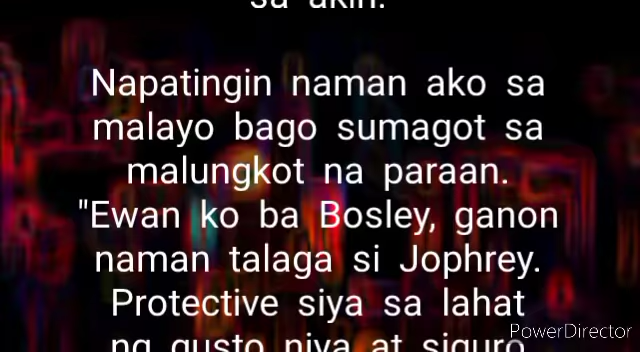 sa akin.
Napatingin naman ako sa
malayo bago sumagot sa
malungkot na paraan.
"Ewan ko ba Bosley, ganon
naman talaga si Jophrey.
Protective siya sa lahat
ng gusto niya at siguro
PowerDirector